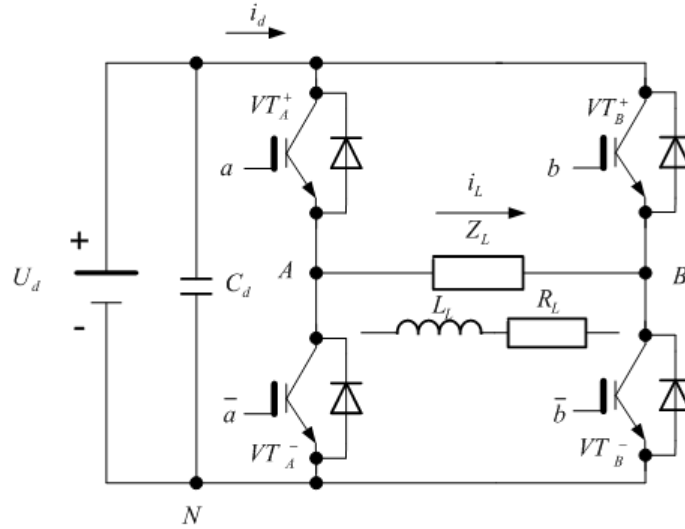 i_d
VT_A^+
VT_B^+
a
b
i_L
Z_L
+
U_d
C_d
A
B
L_L
R_L
-
a̅
b̅
VT_A^-
VT_B^-
N